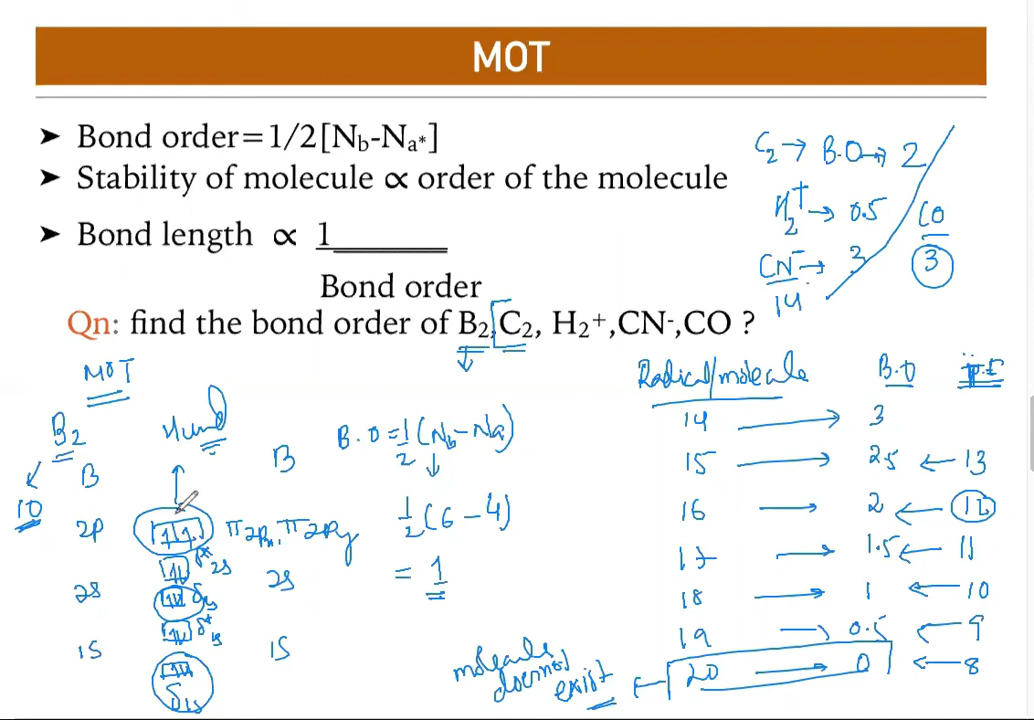 MOT
➤ Bond order=1/2[Nb-Na*]
➤ Stability of molecule ∝ order of the molecule
➤ Bond length ∝ 1
Bond order
Qn: find the bond order of B₂,C₂, H₂⁺,CN⁻,CO ?
C₂ → B.O → 2
H₂⁺ → 0.5
CN⁻ → 3
14
CO
3
MOT
B₂
10
Hund
B
B
2P
π2Px, π2Py
2S
σ*2s
2S
σ*1s
1S
1S
σ1s
B.O = 1/2 (Nb - Na)
1/2 (6 - 4)
= 1
Radical/molecule B.O
14 → 3
15 → 2.5 ← 13
16 → 2 ← 12
17 → 1.5 ← 11
18 → 1 ← 10
19 → 0.5 ← 9
20 → 0 ← 8
molecule
doesnot
exist